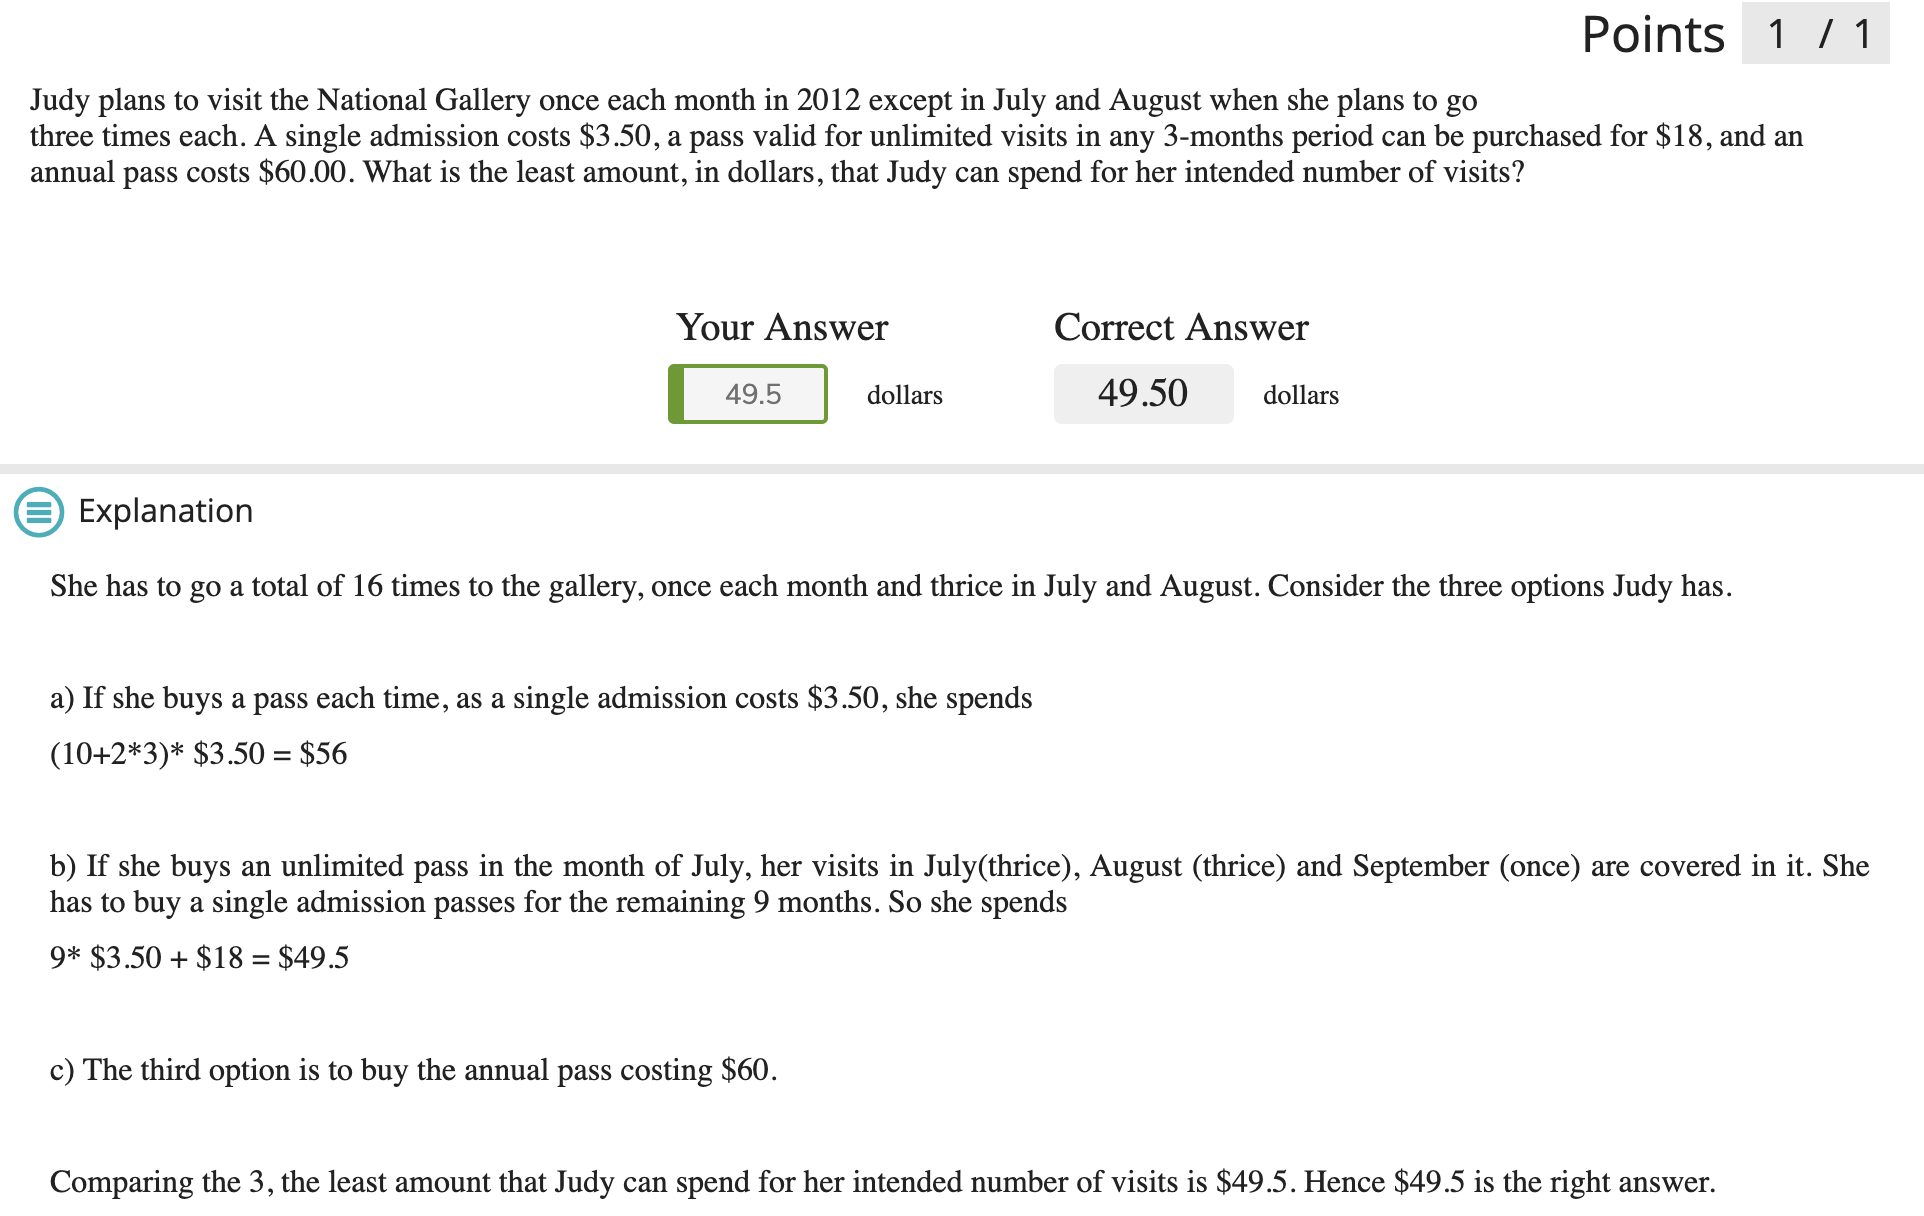 Points 1 / 1
Judy plans to visit the National Gallery once each month in 2012 except in July and August when she plans to go
three times each. A single admission costs $3.50, a pass valid for unlimited visits in any 3-months period can be purchased for $18, and an
annual pass costs $60.00. What is the least amount, in dollars, that Judy can spend for her intended number of visits?
Your Answer Correct Answer
49.5 dollars 49.50 dollars
Explanation
She has to go a total of 16 times to the gallery, once each month and thrice in July and August. Consider the three options Judy has.
a) If she buys a pass each time, as a single admission costs $3.50, she spends
(10+2*3)* $3.50 = $56
b) If she buys an unlimited pass in the month of July, her visits in July(thrice), August (thrice) and September (once) are covered in it. She
has to buy a single admission passes for the remaining 9 months. So she spends
9* $3.50 + $18 = $49.5
c) The third option is to buy the annual pass costing $60.
Comparing the 3, the least amount that Judy can spend for her intended number of visits is $49.5. Hence $49.5 is the right answer.